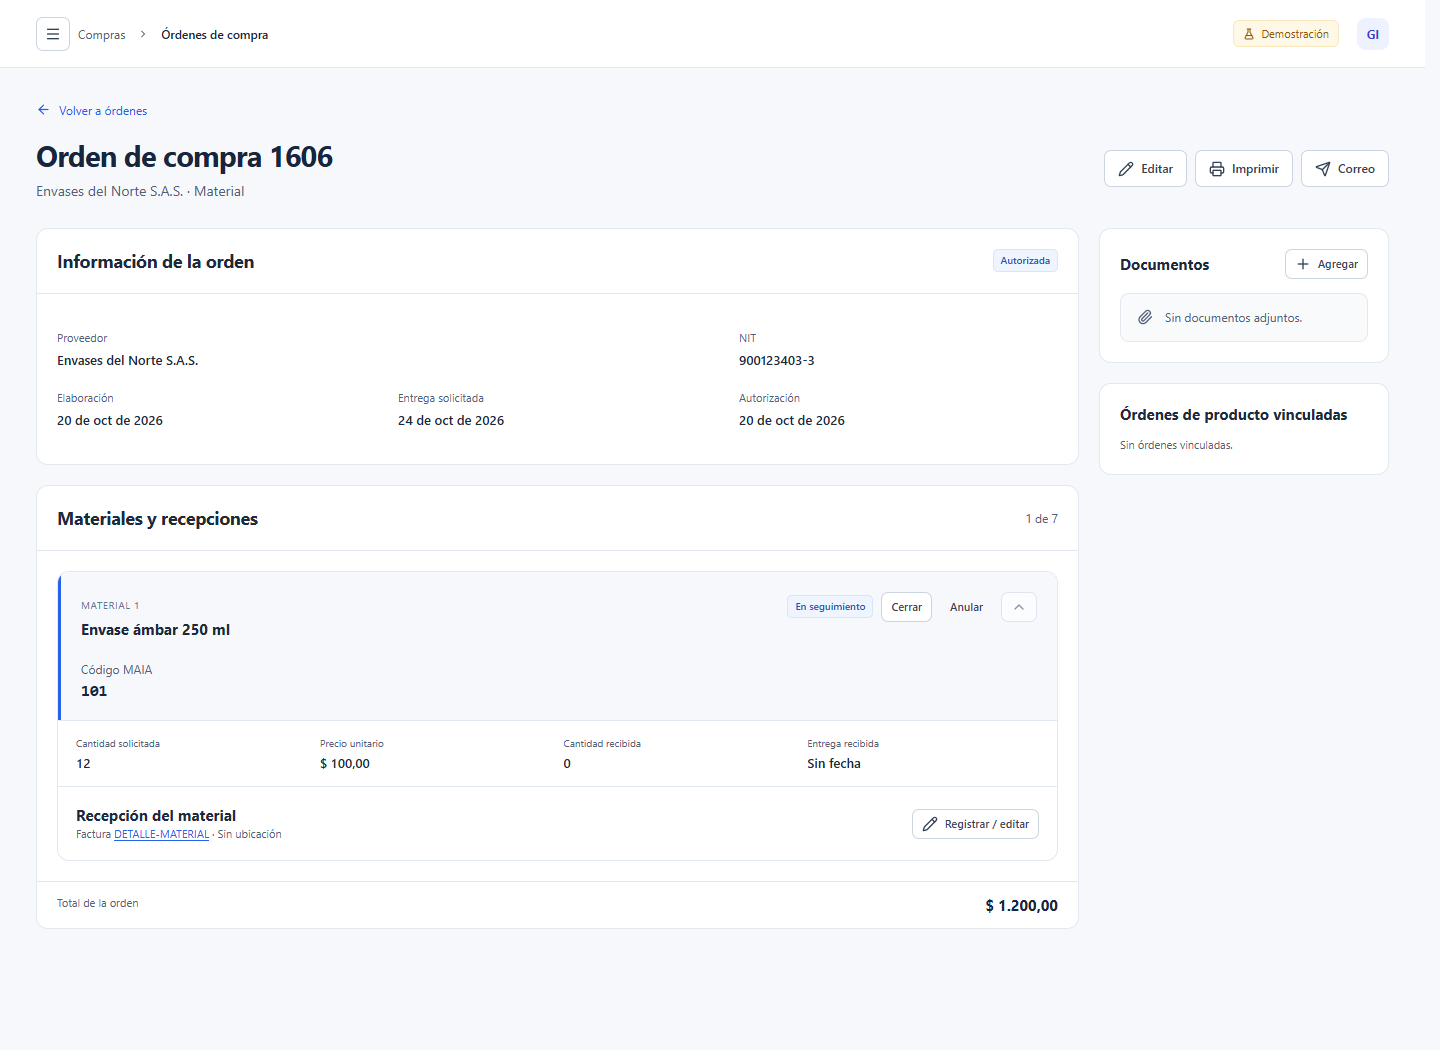 Compras
Órdenes de compra
Demostración
GI
Volver a órdenes
Orden de compra 1606
Envases del Norte S.A.S. · Material
Editar
Imprimir
Correo
Información de la orden
Autorizada
Proveedor
Envases del Norte S.A.S.
NIT
900123403-3
Elaboración
20 de oct de 2026
Entrega solicitada
24 de oct de 2026
Autorización
20 de oct de 2026
Documentos
Agregar
Sin documentos adjuntos.
Órdenes de producto vinculadas
Sin órdenes vinculadas.
Materiales y recepciones
1 de 7
MATERIAL 1
Envase ámbar 250 ml
En seguimiento
Cerrar
Anular
Código MAIA
101
Cantidad solicitada
12
Precio unitario
$ 100,00
Cantidad recibida
0
Entrega recibida
Sin fecha
Recepción del material
Factura DETALLE-MATERIAL · Sin ubicación
Registrar / editar
Total de la orden
$ 1.200,00